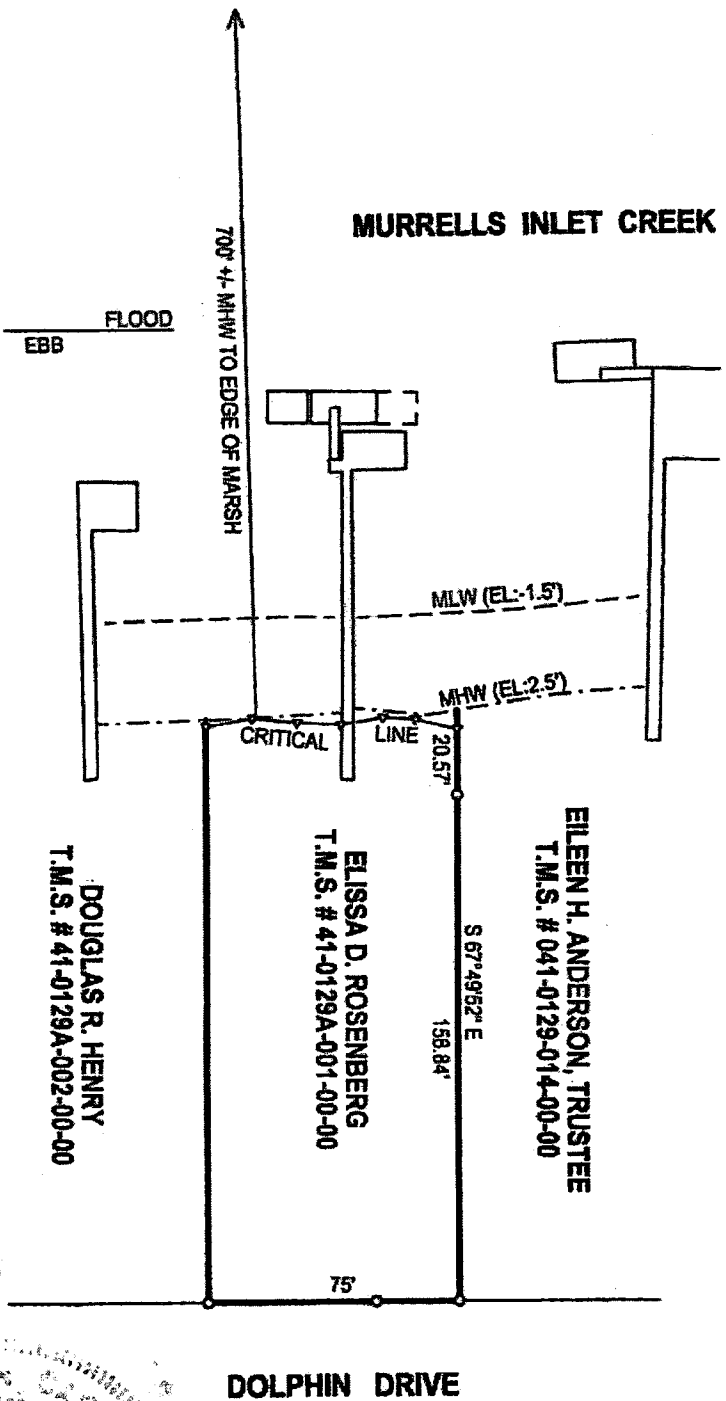 MURRELLS INLET CREEK
700' +/- MHW TO EDGE OF MARSH
FLOOD
EBB
MLW (EL:-1.5')
MHW (EL:2.5')
CRITICAL LINE
20.57'
S 67°49'52" E
158.84'
EILEEN H. ANDERSON, TRUSTEE
T.M.S. # 041-0129-014-00-00
ELISSA D. ROSENBERG
T.M.S. # 41-0129A-001-00-00
DOUGLAS R. HENRY
T.M.S. # 41-0129A-002-00-00
75'
DOLPHIN DRIVE